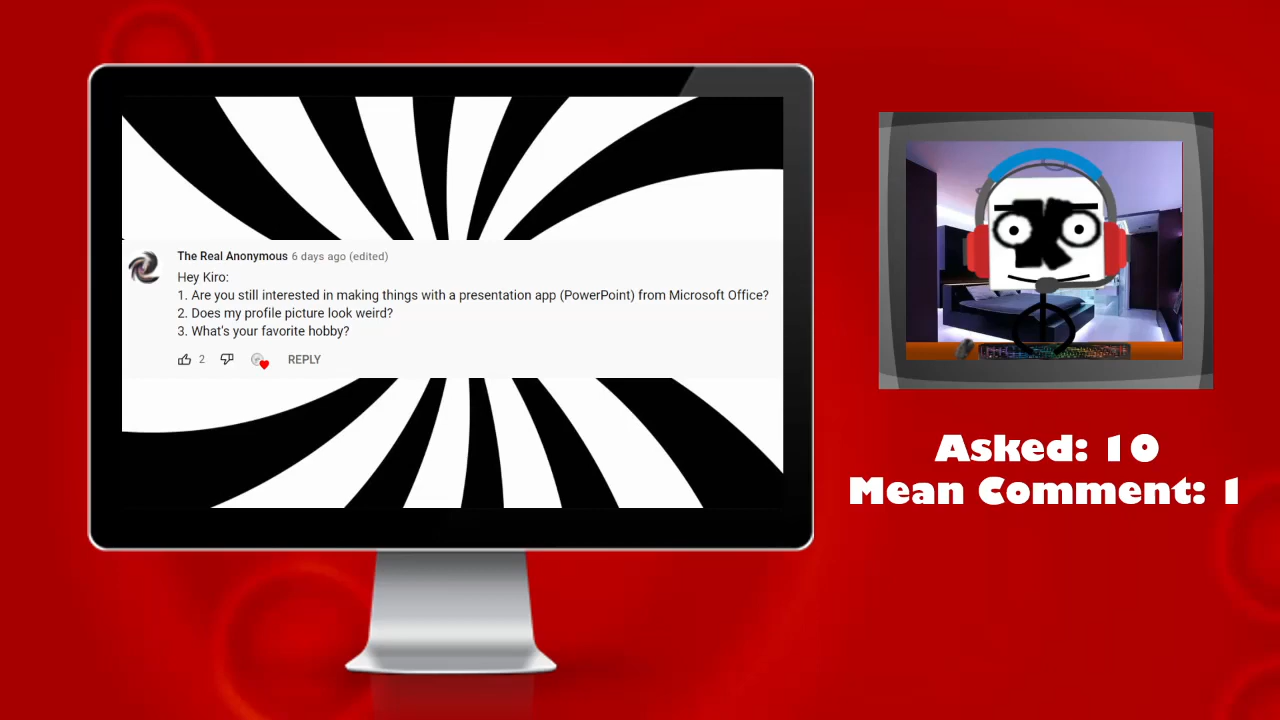 The Real Anonymous 6 days ago (edited)
Hey Kiro:
1. Are you still interested in making things with a presentation app (PowerPoint) from Microsoft Office?
2. Does my profile picture look weird?
3. What's your favorite hobby?
2 REPLY
K
Asked: 10
Mean Comment: 1